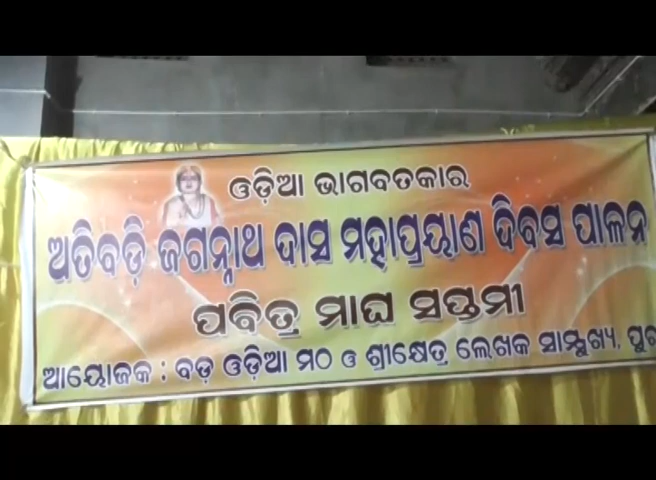 ଓଡ଼ିଆ ଭାଗବତକାର
ଅତିବଡ଼ି ଜଗନ୍ନାଥ ଦାସ ମହାପ୍ରୟାଣ ଦିବସ ପାଳନ
ପବିତ୍ର ମାଘ ସପ୍ତମୀ
ଆୟୋଜକ : ବଡ଼ ଓଡ଼ିଆ ମଠ ଓ ଶ୍ରୀକ୍ଷେତ୍ର ଲେଖକ ସାମ୍ମୁଖ୍ୟ,